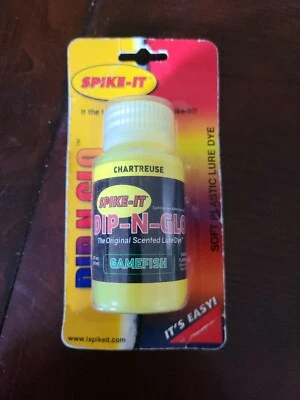 SPIKE-IT
CHARTREUSE
SPIKE-IT
DIP-N-GLO
The Original Scented Lure Dye
GAMEFISH
DIP-N-GLO
SOFT PLASTIC LURE DYE
IT'S EASY!
www.ispikeit.com